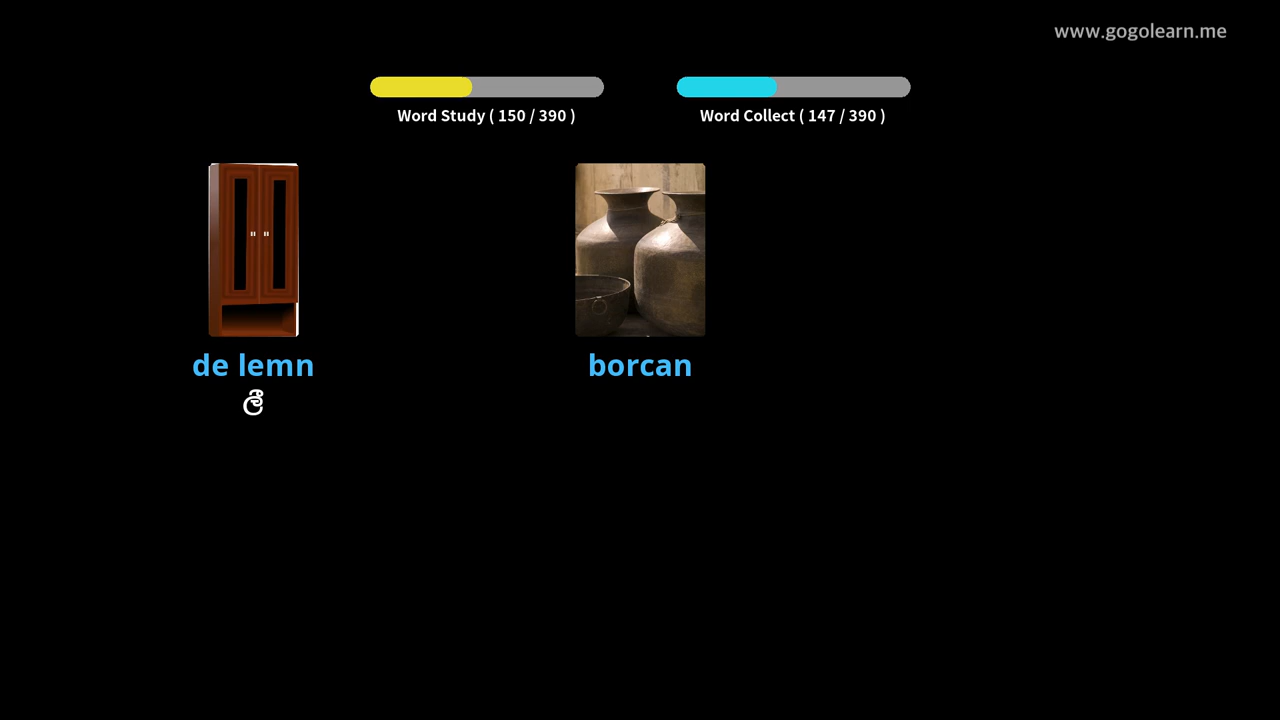 www.gogolearn.me
Word Study ( 150 / 390 )
Word Collect ( 147 / 390 )
de lemn
ලී
borcan